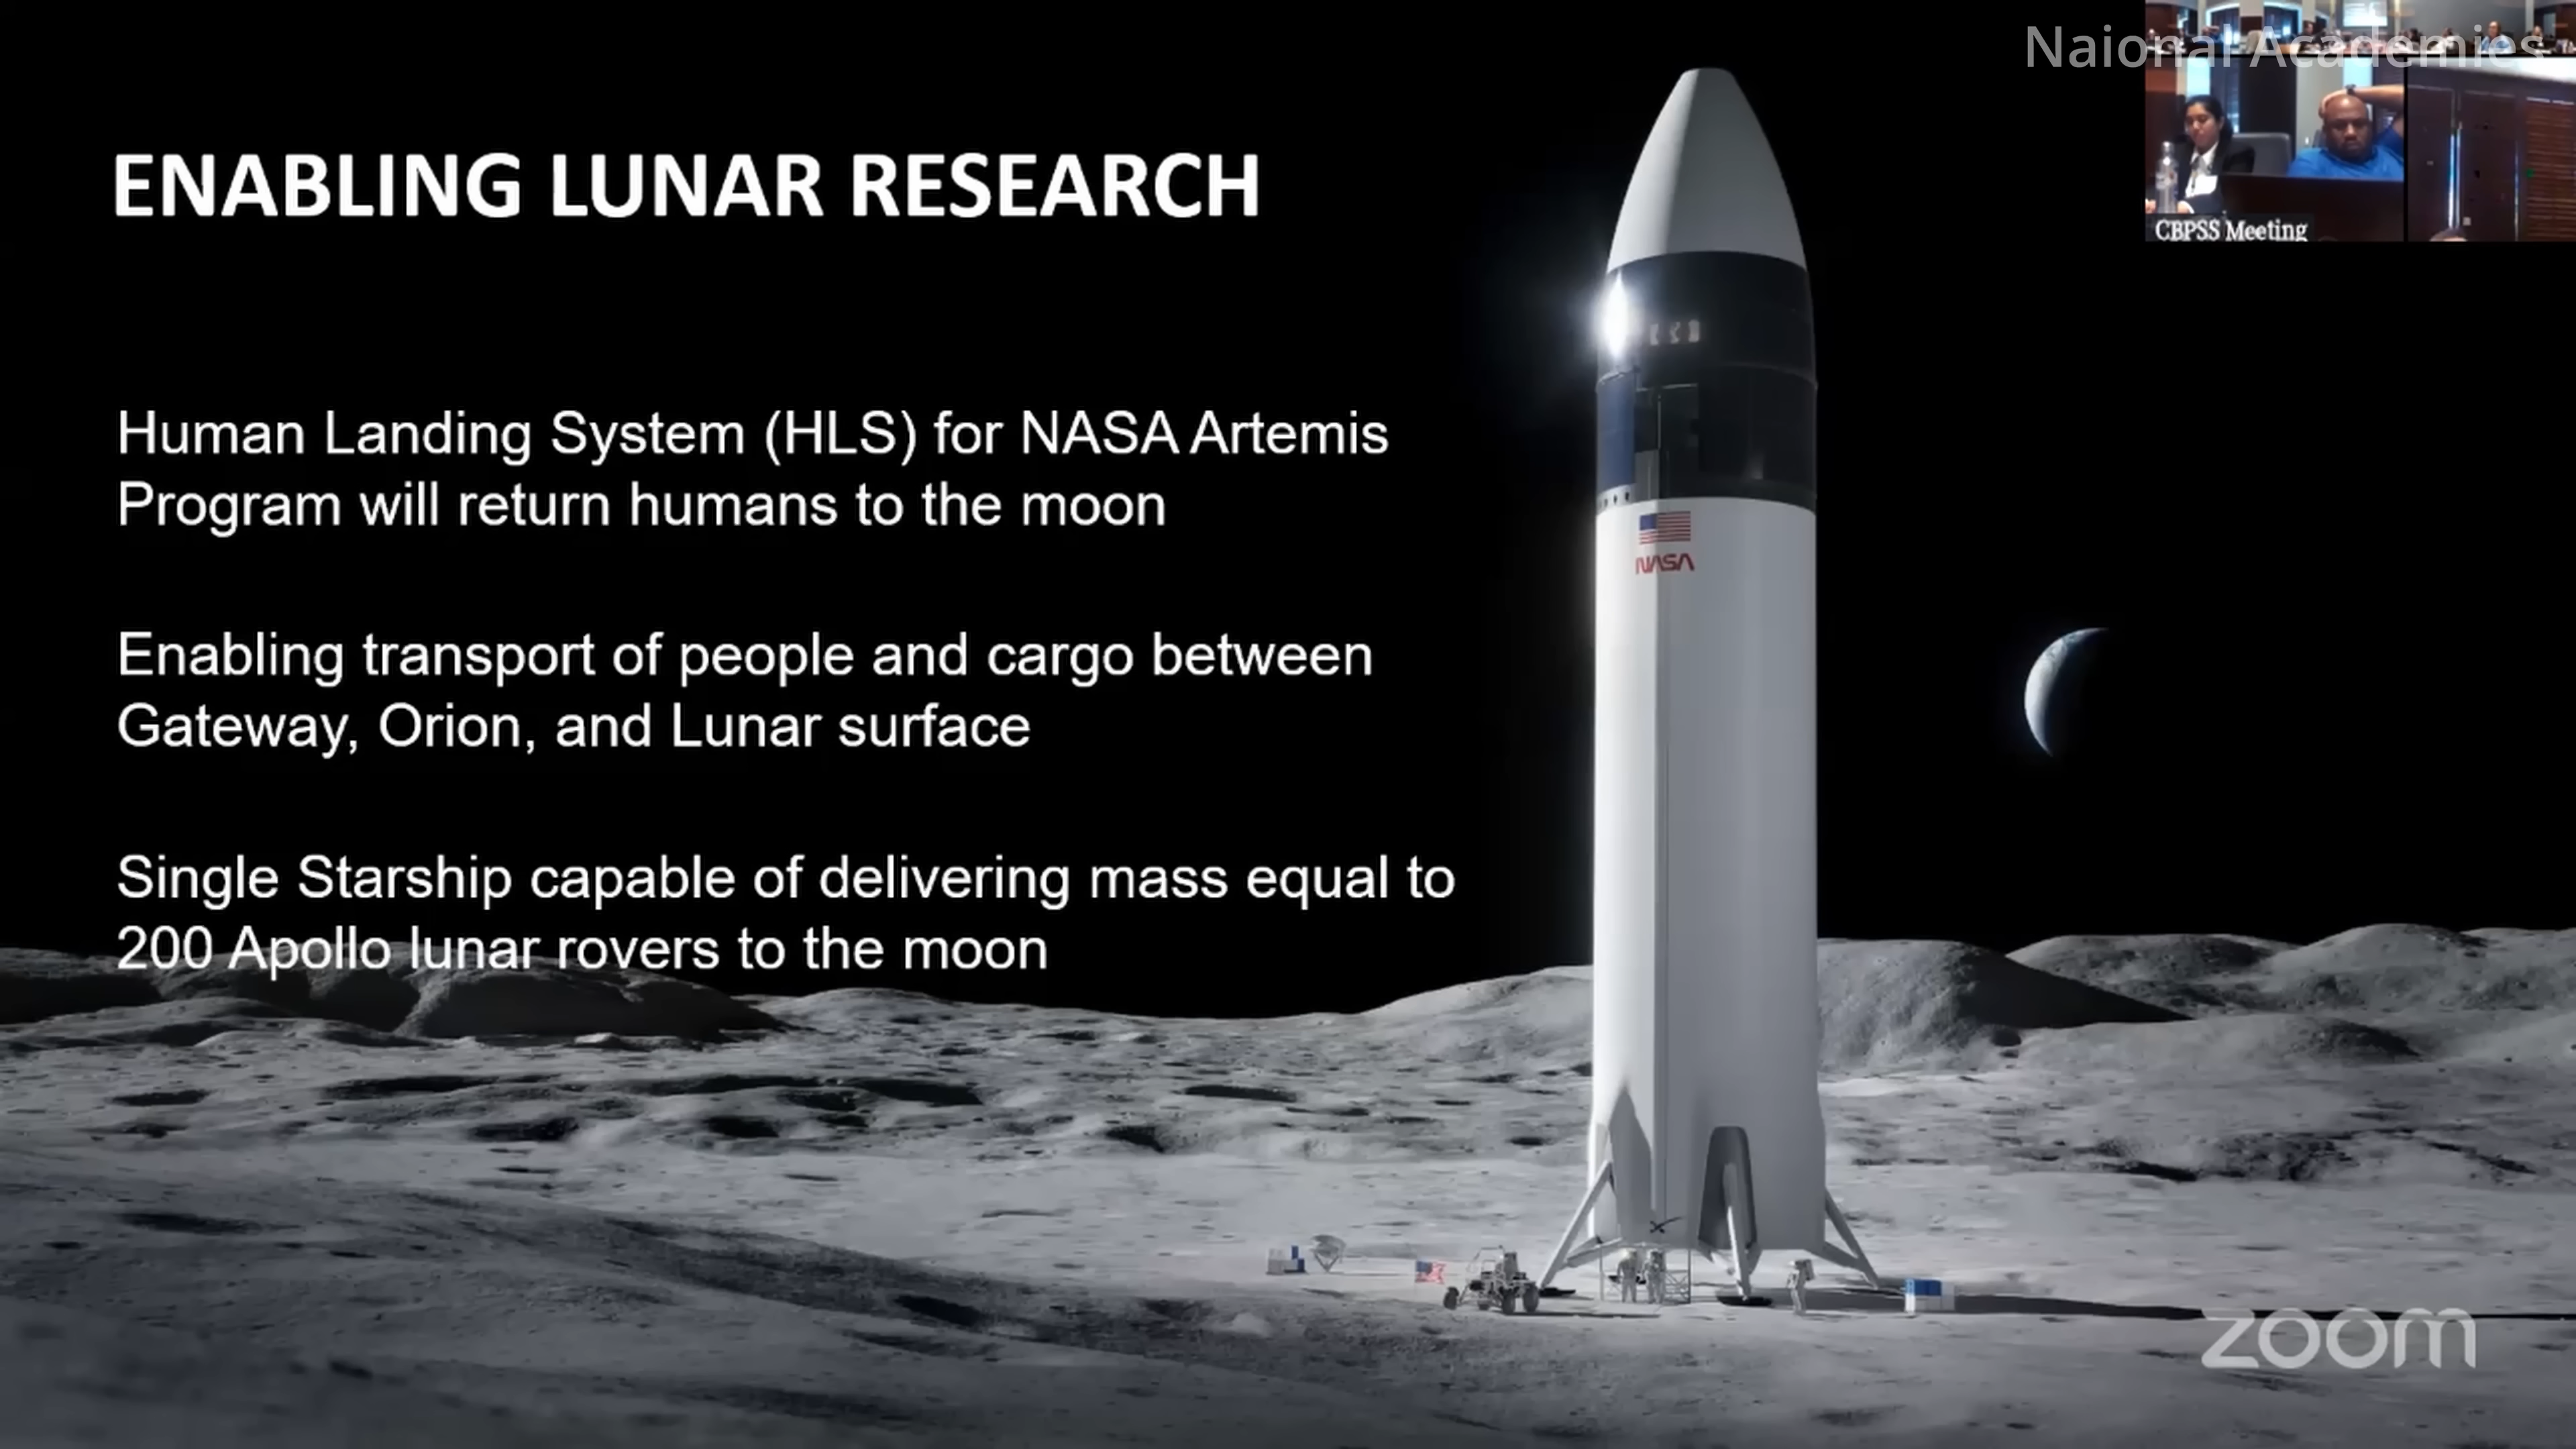 Naional Academies
CBPSS Meeting
ENABLING LUNAR RESEARCH
Human Landing System (HLS) for NASA Artemis
Program will return humans to the moon
Enabling transport of people and cargo between
Gateway, Orion, and Lunar surface
Single Starship capable of delivering mass equal to
200 Apollo lunar rovers to the moon
NASA
zoom